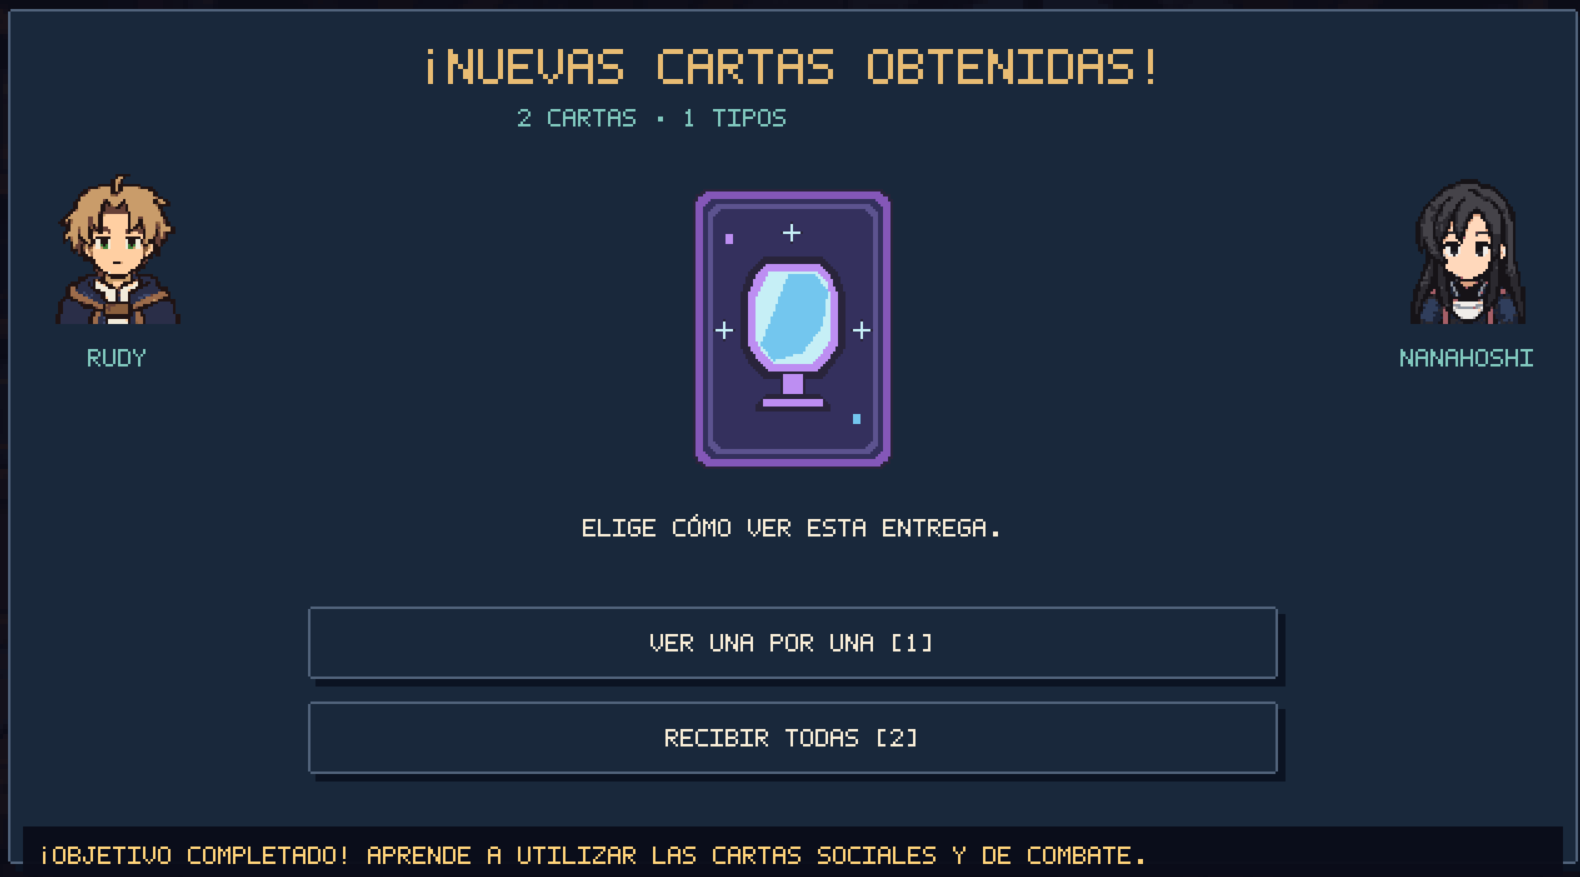 ¡NUEVAS CARTAS OBTENIDAS!
2 CARTAS · 1 TIPOS
RUDY
NANAHOSHI
ELIGE CÓMO VER ESTA ENTREGA.
VER UNA POR UNA [1]
RECIBIR TODAS [2]
¡OBJETIVO COMPLETADO! APRENDE A UTILIZAR LAS CARTAS SOCIALES Y DE COMBATE.